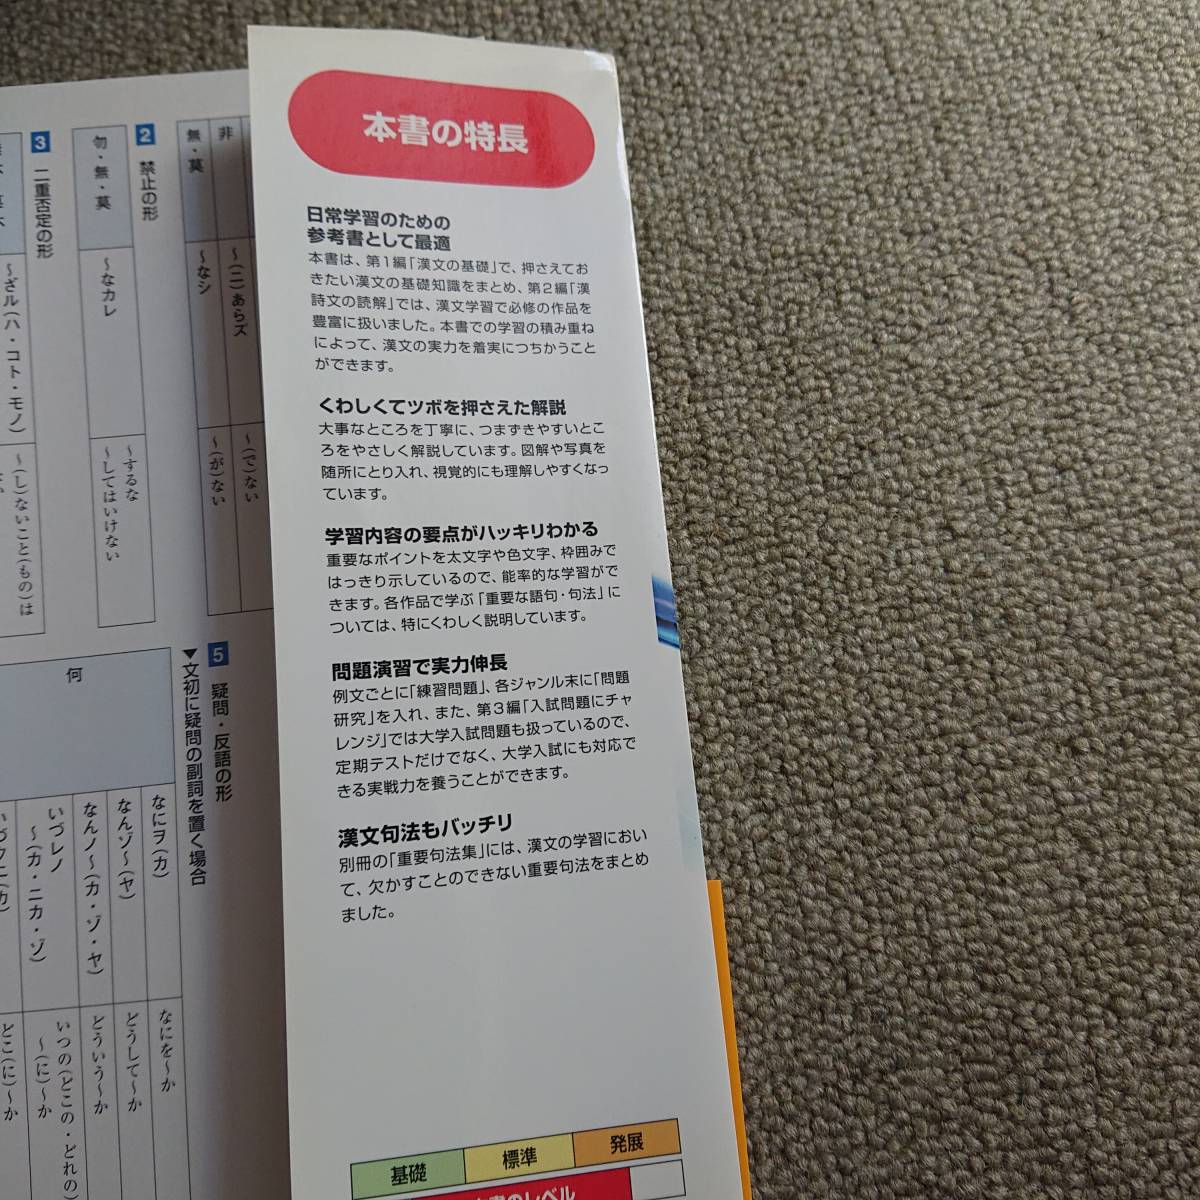 本書の特長
日常学習のための
参考書として最適
本書は、第1編「漢文の基礎」で、押さえてお
きたい漢文の基礎知識をまとめ、第2編「漢
詩文の読解」では、漢文学習で必修の作品を
豊富に扱いました。本書での学習の積み重ね
によって、漢文の実力を着実につちかうこと
ができます。
くわしくてツボを押さえた解説
大事なところを丁寧に、つまずきやすいとこ
ろをやさしく解説しています。図解や写真を
随所にとり入れ、視覚的にも理解しやすくなっ
ています。
学習内容の要点がハッキリわかる
重要なポイントを太文字や色文字、枠囲みで
はっきり示しているので、能率的な学習がで
きます。各作品で学ぶ「重要な語句・句法」に
ついては、特にくわしく説明しています。
問題演習で実力伸長
例文ごとに「練習問題」、各ジャンル末に「問題
研究」を入れ、また、第3編「入試問題にチャ
レンジ」では大学入試問題も扱っているので、
定期テストだけでなく、大学入試にも対応で
きる実戦力を養うことができます。
漢文句法もバッチリ
別冊の「重要句法集」には、漢文の学習におい
て、欠かすことのできない重要句法をまとめ
ました。
基礎
標準
発展
書のレベル
非
〜(ニ)あらズ
〜(で)ない
無・莫
〜なシ
〜(が)ない
2 禁止の形
勿・無・莫
〜なカレ
〜するな
〜してはいけない
3 二重否定の形
〜ざル(ハ・コト・モノ)
〜(し)ないこと(もの)は
5 疑問・反語の形
▼文初に疑問の副詞を置く場合
何
なにヲ(カ)
なにを〜か
なんゾ〜(ヤ)
どうして〜か
なんノ〜(カ・ゾ・ヤ)
どういう〜か
いづレノ
〜(カ・ニカ・ゾ)
いつの(どこの・どれの)
〜(に)〜か
いづクニ(カ)
どこ(に)〜か